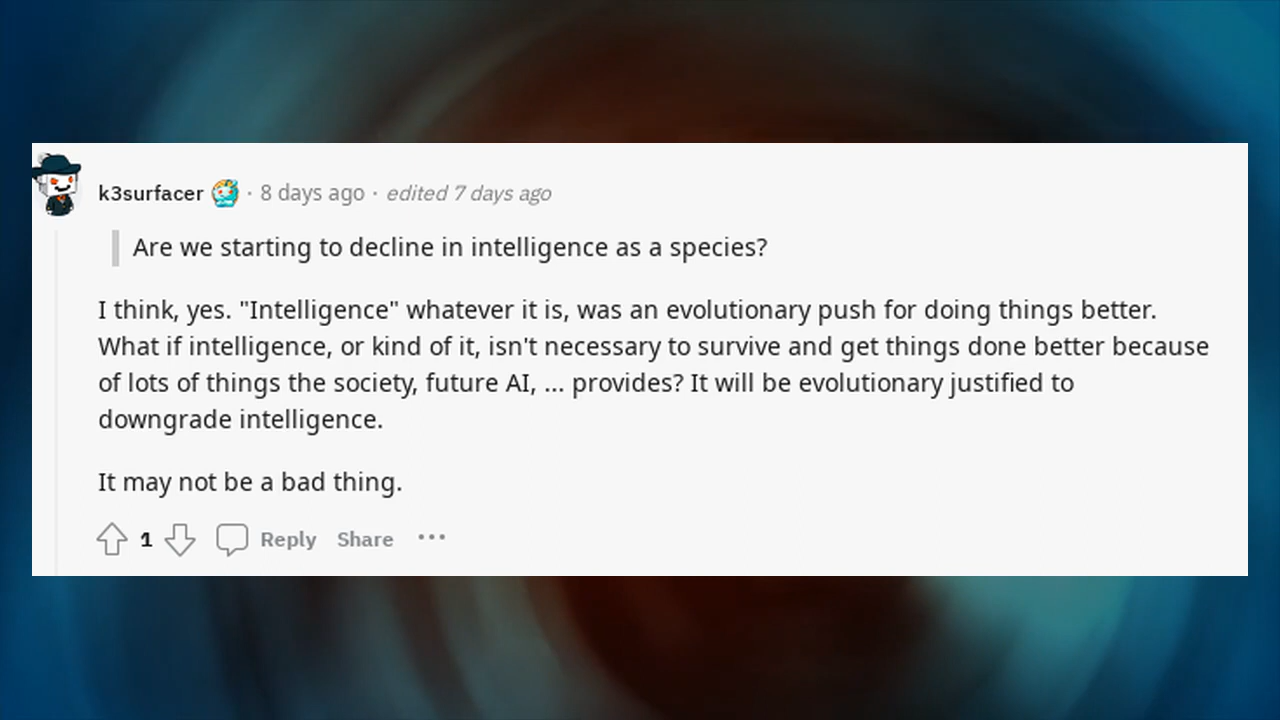 k3surfacer · 8 days ago · edited 7 days ago
Are we starting to decline in intelligence as a species?
I think, yes. "Intelligence" whatever it is, was an evolutionary push for doing things better.
What if intelligence, or kind of it, isn't necessary to survive and get things done better because
of lots of things the society, future AI, ... provides? It will be evolutionary justified to
downgrade intelligence.
It may not be a bad thing.
1 Reply Share ···